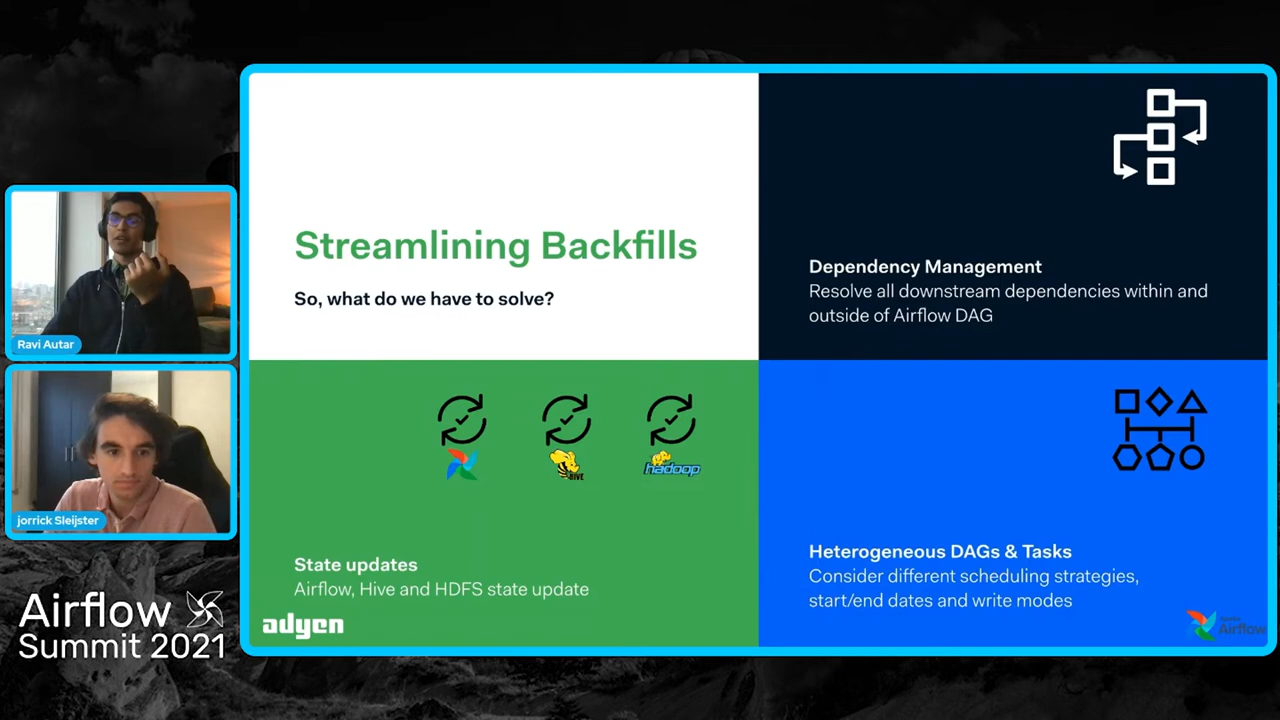 Streamlining Backfills
So, what do we have to solve?
Dependency Management
Resolve all downstream dependencies within and
outside of Airflow DAG
HIVE
hadoop
State updates
Airflow, Hive and HDFS state update
adyen
Heterogeneous DAGs & Tasks
Consider different scheduling strategies,
start/end dates and write modes
Apache
Airflow
Ravi Autar
jorrick Sleijster
Airflow
Summit 2021